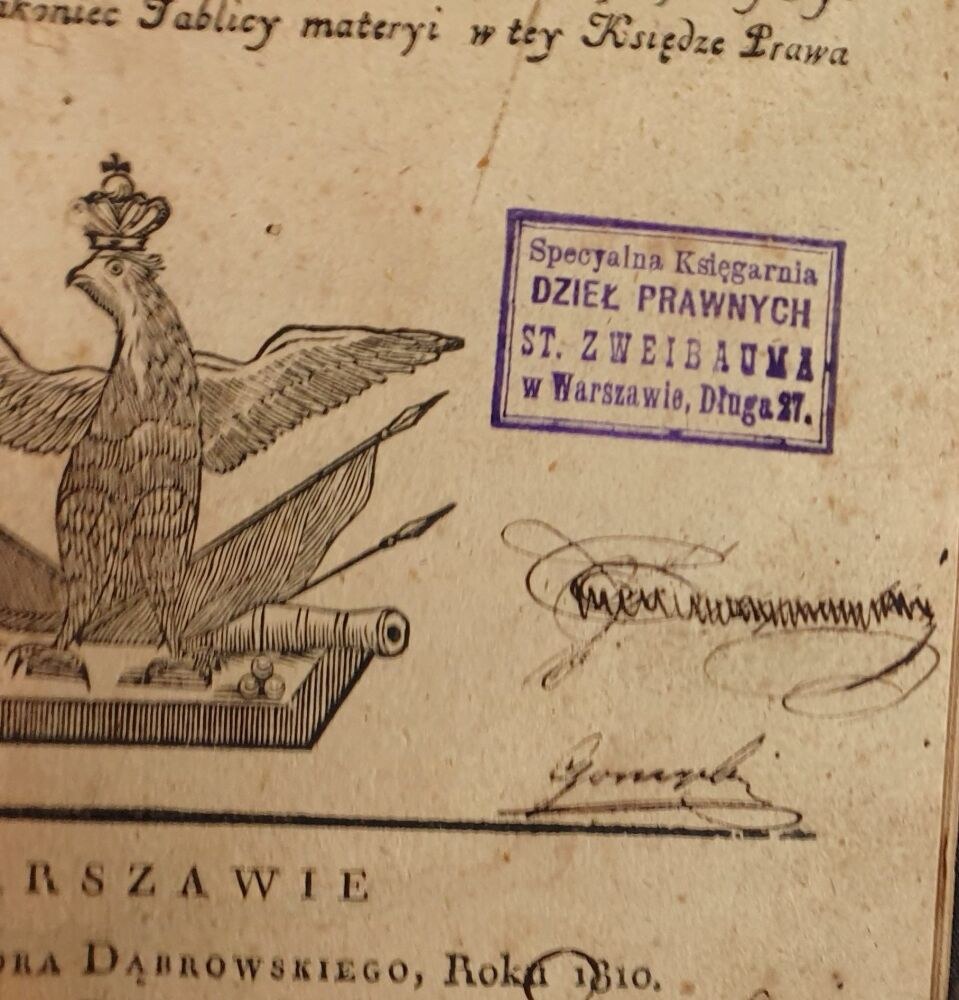 Tablicy materyi w tey Księdze Prawa
Specyalna Księgarnia
DZIEŁ PRAWNYCH
ST. ZWEIBAUMA
w Warszawie, Długa 27.
RSZAWIE
DĄBROWSKIEGO, Roku 1810.